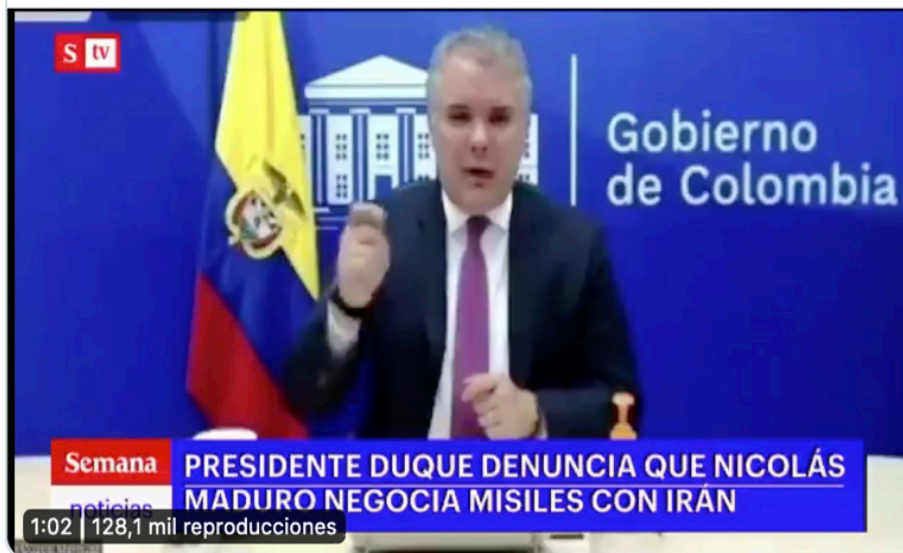 S tv
Gobierno
de Colombia
Semana
noticias
PRESIDENTE DUQUE DENUNCIA QUE NICOLÁS
MADURO NEGOCIA MISILES CON IRÁN
1:02 | 128,1 mil reproducciones